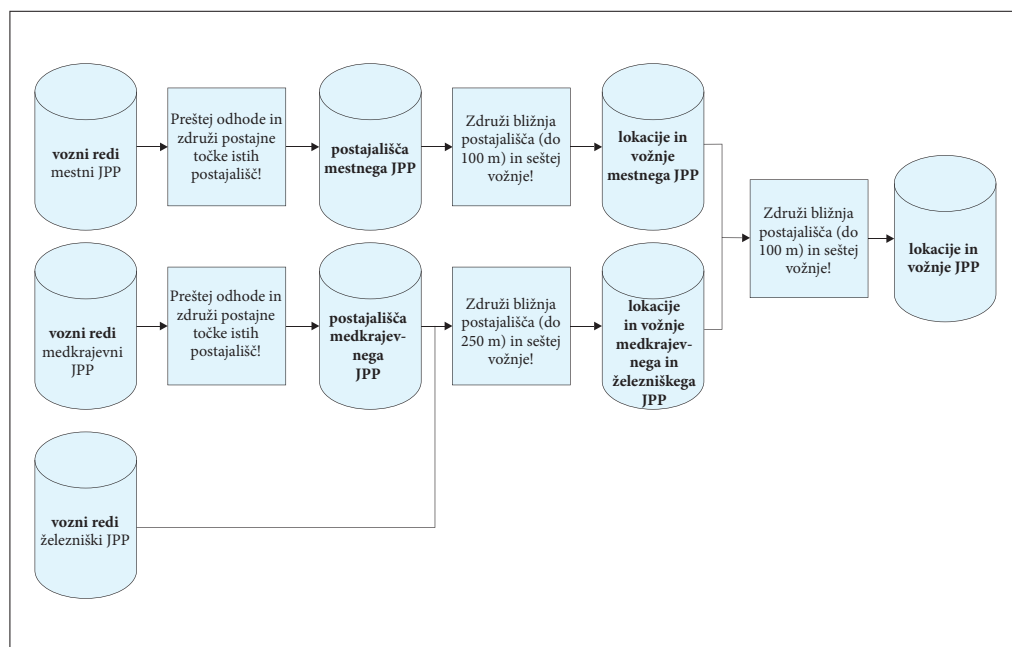 vozni redi
mestni JPP
Preštej odhode in
združi postajne
točke istih
postajališč!
postajališča
mestnega JPP
Združi bližnja
postajališča (do
100 m) in seštej
vožnje!
lokacije in
vožnje
mestnega JPP
Združi bližnja
postajališča (do
100 m) in seštej
vožnje!
lokacije in
vožnje JPP
vozni redi
medkrajevni
JPP
Preštej odhode in
združi postajne
točke istih
postajališč!
postajališča
medkrajev-
nega
JPP
Združi bližnja
postajališča (do
250 m) in seštej
vožnje!
lokacije
in vožnje
medkrajev-
nega in
železniškega
JPP
vozni redi
železniški JPP